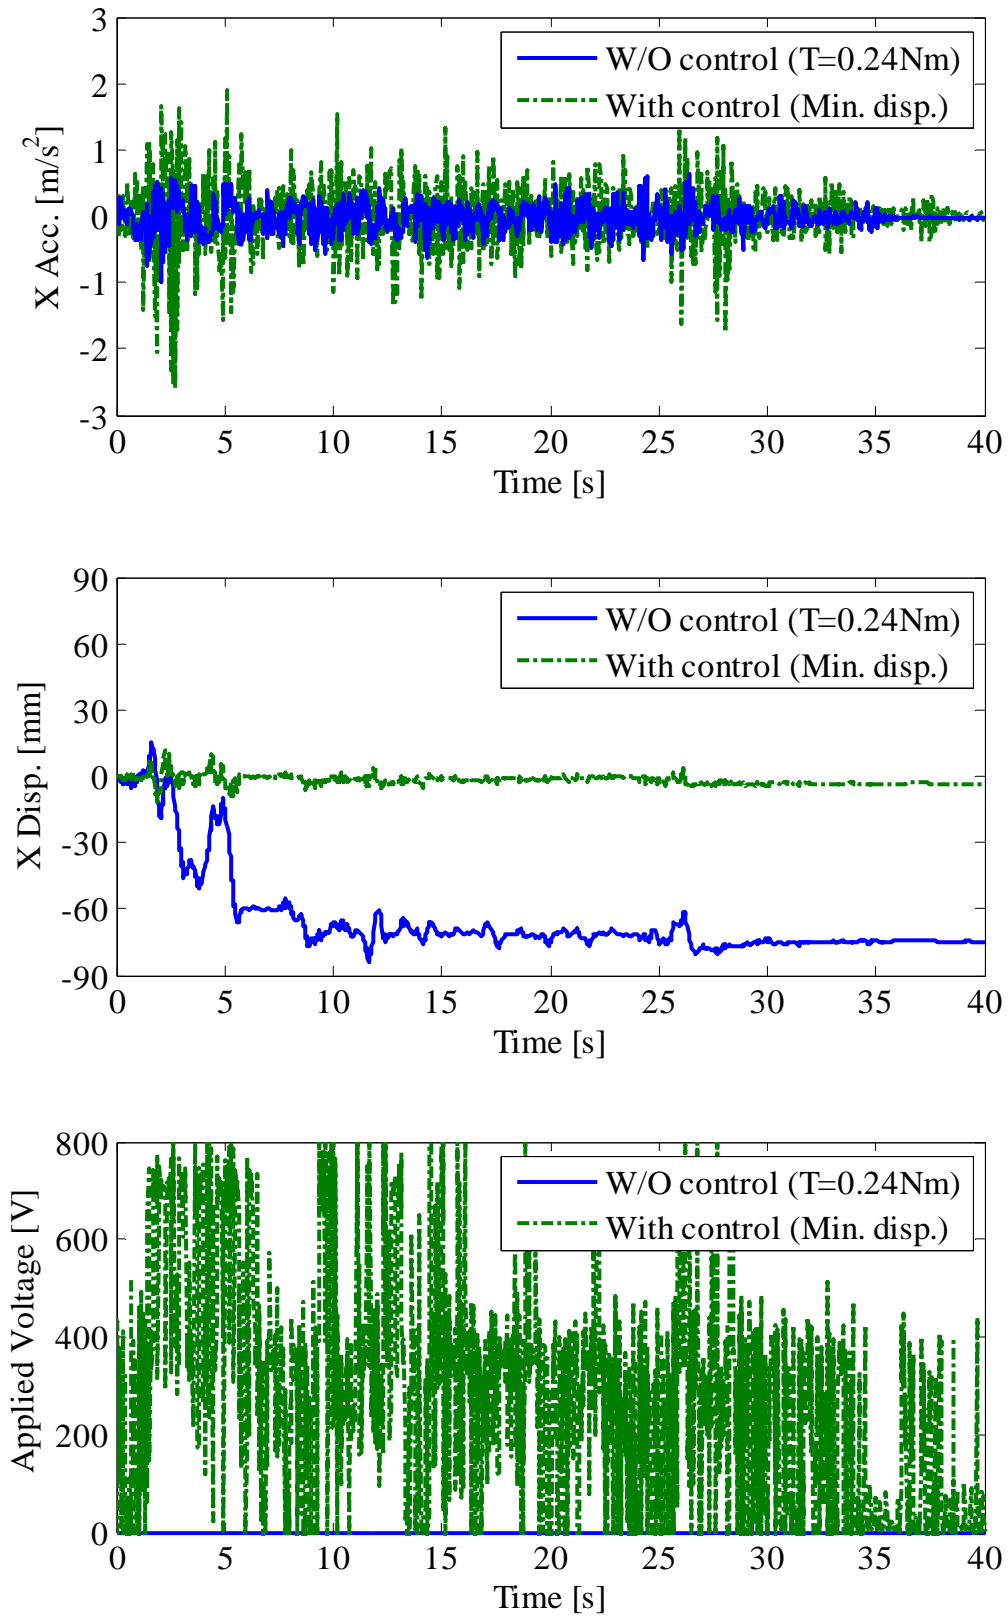 3
2
1
0
-1
-2
-3
X Acc. [m/s²]
W/O control (T=0.24Nm)
With control (Min. disp.)
0 5 10 15 20 25 30 35 40
Time [s]
90
60
30
0
-30
-60
-90
X Disp. [mm]
W/O control (T=0.24Nm)
With control (Min. disp.)
0 5 10 15 20 25 30 35 40
Time [s]
800
600
400
200
0
Applied Voltage [V]
W/O control (T=0.24Nm)
With control (Min. disp.)
0 5 10 15 20 25 30 35 40
Time [s]